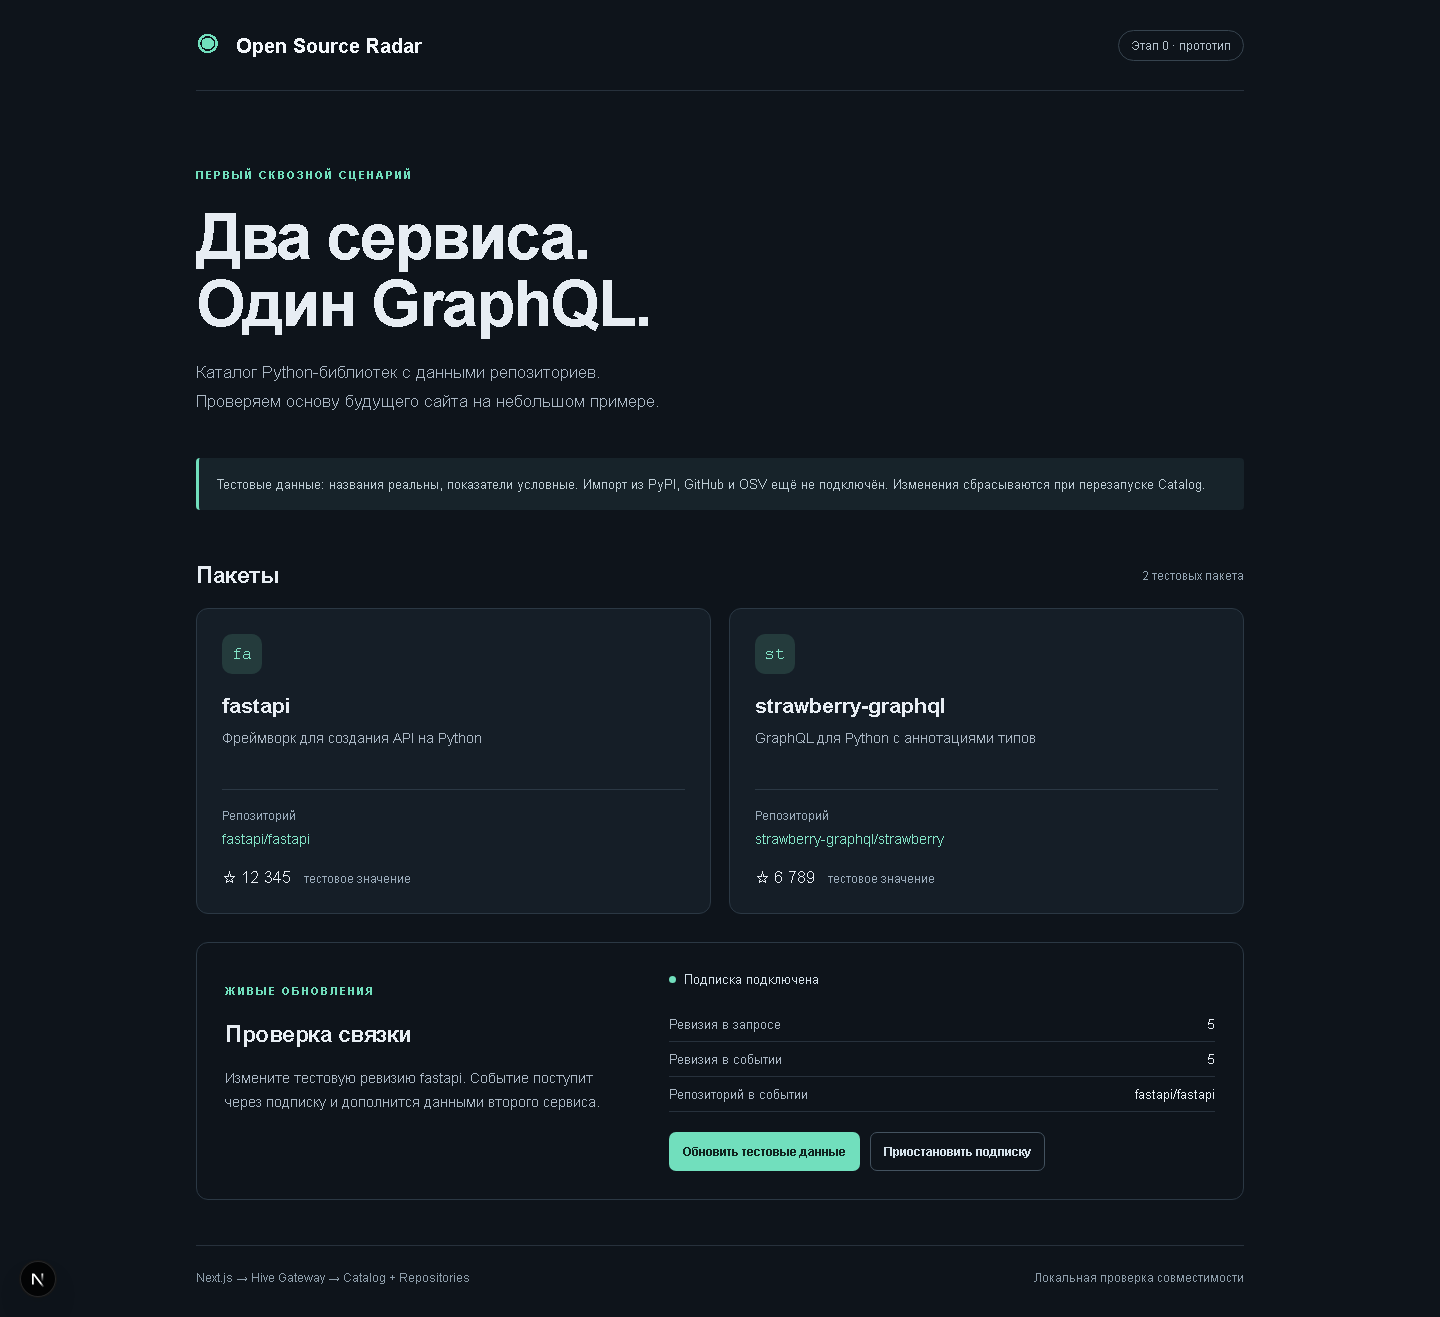 Open Source Radar
Этап 0 · прототип
ПЕРВЫЙ СКВОЗНОЙ СЦЕНАРИЙ
Два сервиса.
Один GraphQL.
Каталог Python-библиотек с данными репозиториев.
Проверяем основу будущего сайта на небольшом примере.
Тестовые данные: названия реальны, показатели условные. Импорт из PyPI, GitHub и OSV ещё не подключён. Изменения сбрасываются при перезапуске Catalog.
Пакеты
2 тестовых пакета
fa
fastapi
Фреймворк для создания API на Python
Репозиторий
fastapi/fastapi
☆ 12 345 тестовое значение
st
strawberry-graphql
GraphQL для Python с аннотациями типов
Репозиторий
strawberry-graphql/strawberry
☆ 6 789 тестовое значение
ЖИВЫЕ ОБНОВЛЕНИЯ
Проверка связки
Измените тестовую ревизию fastapi. Событие поступит
через подписку и дополнится данными второго сервиса.
Подписка подключена
Ревизия в запросе 5
Ревизия в событии 5
Репозиторий в событии fastapi/fastapi
Обновить тестовые данные
Приостановить подписку
Next.js → Hive Gateway → Catalog + Repositories
Локальная проверка совместимости
N